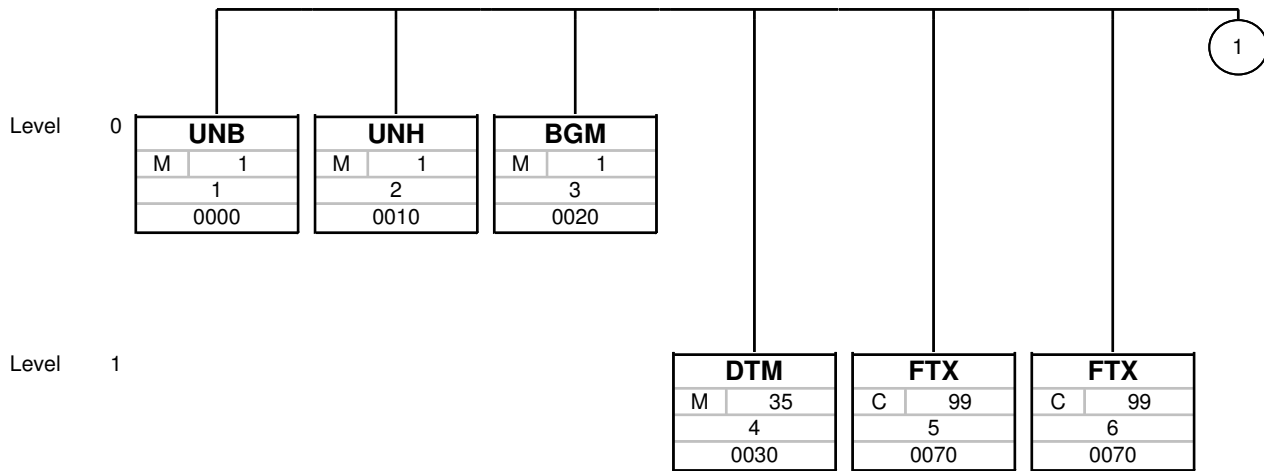 1
Level 0 UNB UNH BGM
M 1 M 1 M 1
1 2 3
0000 0010 0020
Level 1 DTM FTX FTX
M 35 C 99 C 99
4 5 6
0030 0070 0070